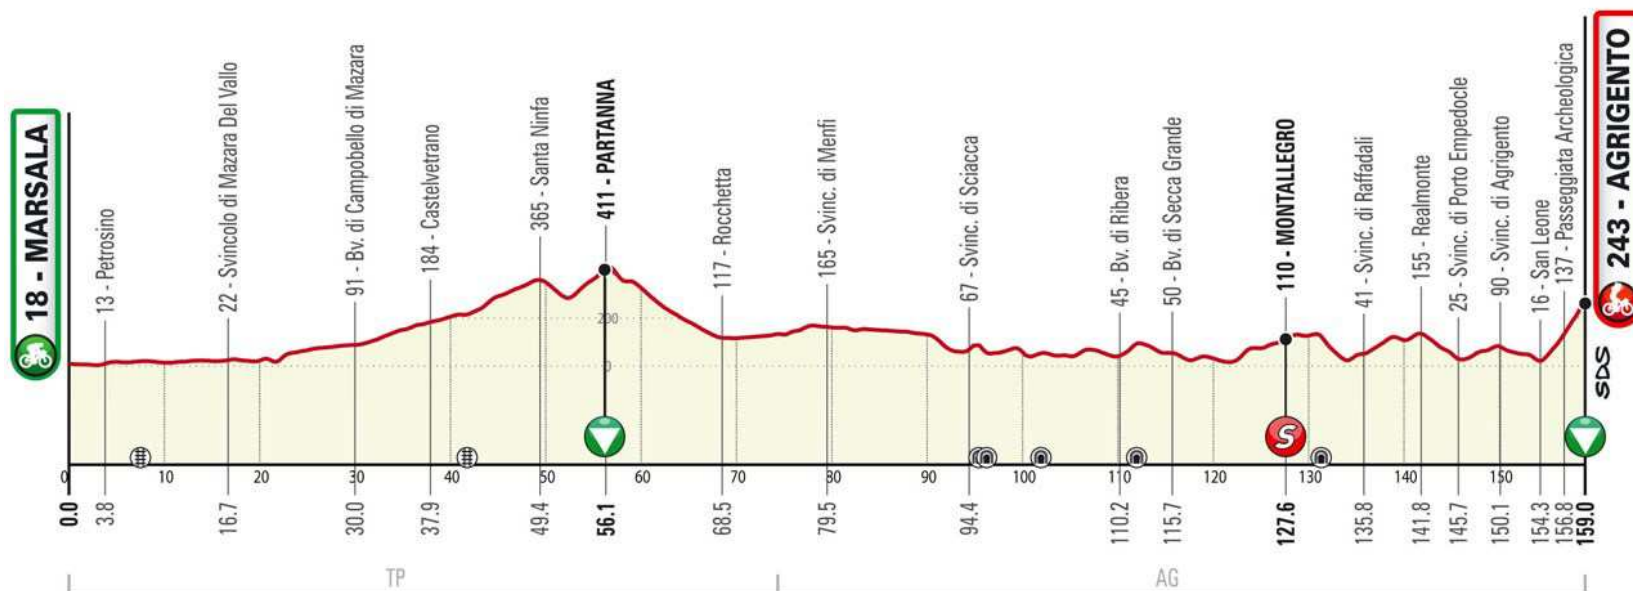 18 - MARSALA
13 - Petrosino
22 - Svincolo di Mazara Del Vallo
91 - Bv. di Campobello di Mazara
184 - Castelvetrano
365 - Santa Ninfa
411 - PARTANNA
117 - Rocchetta
165 - Svinc. di Menfi
67 - Svinc. di Sciacca
45 - Bv. di Ribera
50 - Bv. di Secca Grande
110 - MONTALLEGRO
41 - Svinc. di Raffadali
155 - Realmonte
25 - Svinc. di Porto Empedocle
90 - Svinc. di Agrigento
16 - San Leone
137 - Passeggiata Archeologica
243 - AGRIGENTO
200
0
SDS
S
0 10 20 30 40 50 60 70 80 90 100 110 120 130 140 150
0.0 3.8 16.7 30.0 37.9 49.4 56.1 68.5 79.5 94.4 110.2 115.7 127.6 135.8 141.8 145.7 150.1 154.3 156.8 159.0
TP AG